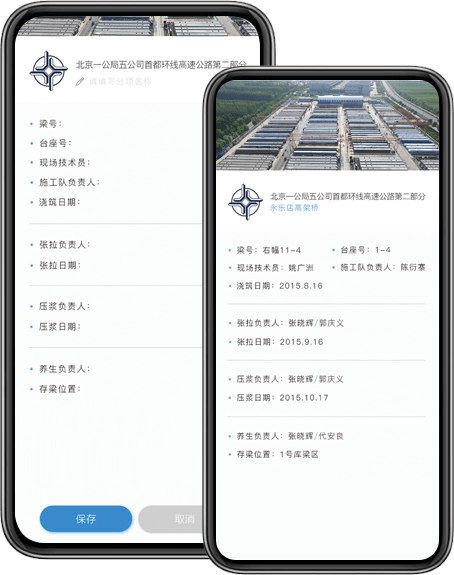 北京一公局五公司首都环线高速公路第二部分
请填写分项名称
梁号：
台座号：
现场技术员：
施工队负责人：
浇筑日期：
张拉负责人：
张拉日期：
压浆负责人：
压浆日期：
养生负责人：
存梁位置：
保存 取消
北京一公局五公司首都环线高速公路第二部分
永乐店高架桥
梁号：右幅11-4 台座号：1-4
现场技术员：姚广洲 施工队负责人：陈衍寨
浇筑日期：2015.8.16
张拉负责人：张晓辉/郭庆义
张拉日期：2015.9.16
压浆负责人：张晓辉/郭庆义
压浆日期：2015.10.17
养生负责人：张晓辉/代安良
存梁位置：1号库梁区